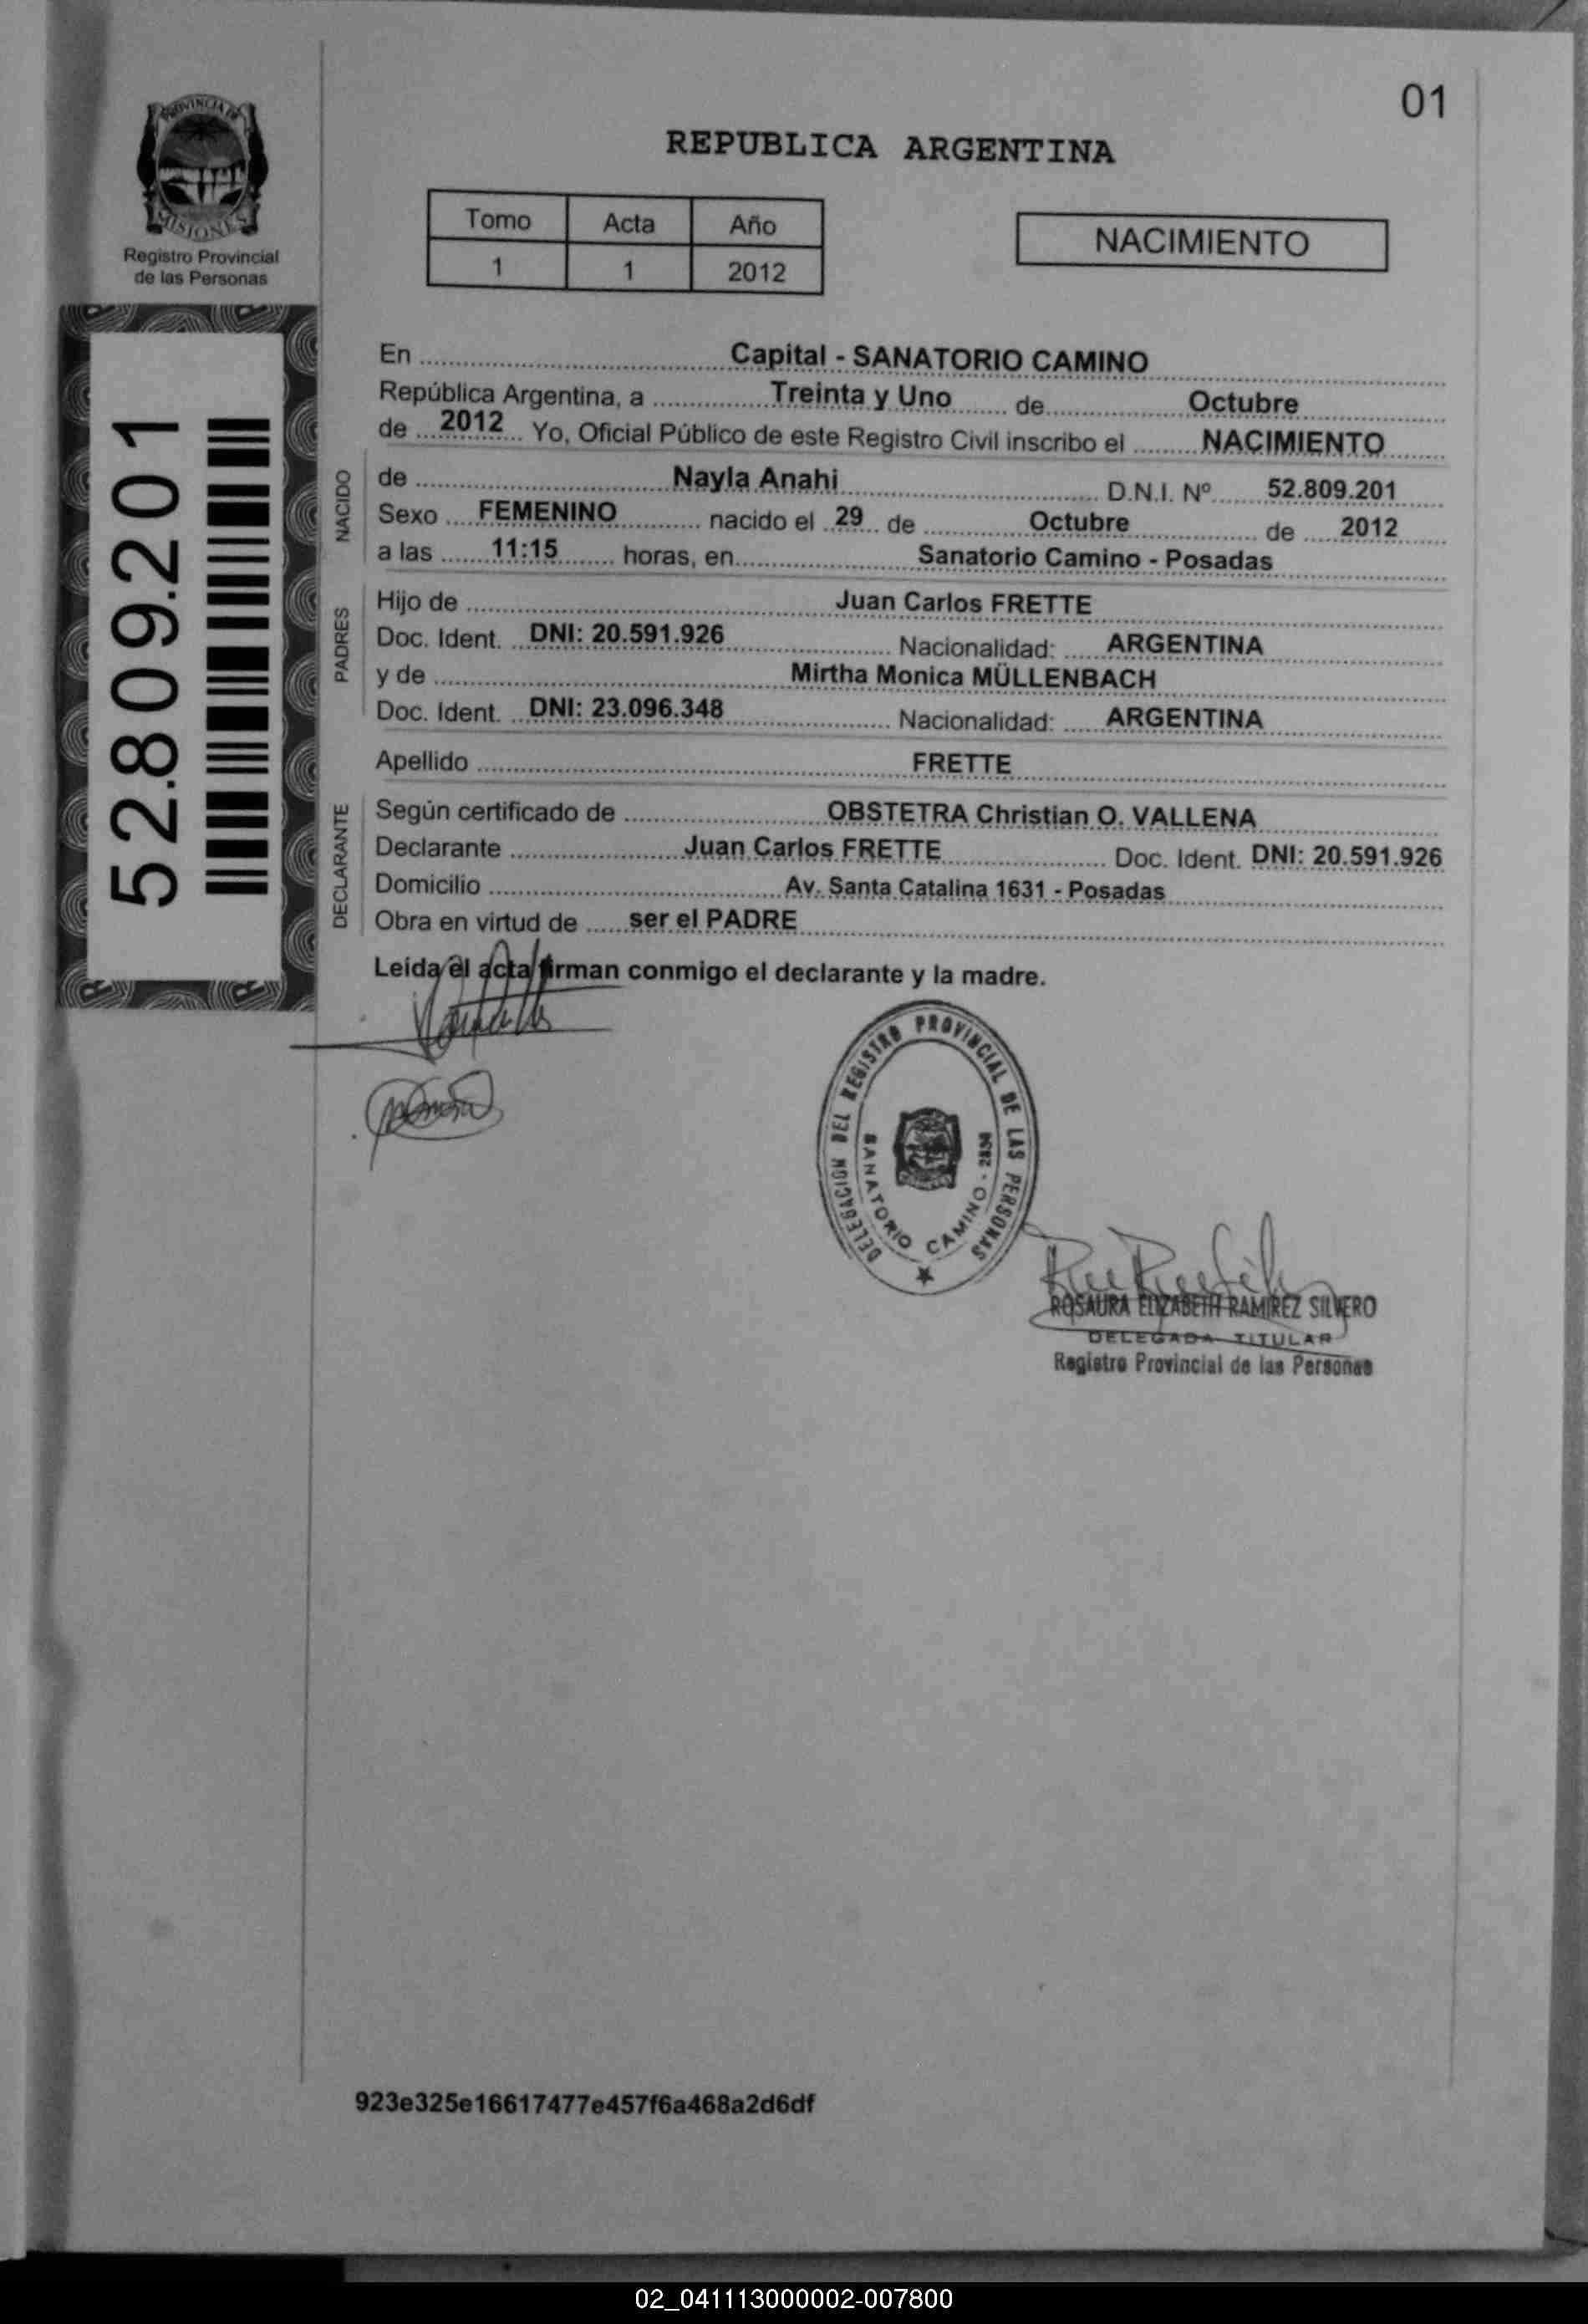 01
PROVINCIA DE
MISIONES
Registro Provincial
de las Personas
REPUBLICA ARGENTINA
Tomo Acta Año
1 1 2012
NACIMIENTO
52.809.201
En Capital - SANATORIO CAMINO
República Argentina, a Treinta y Uno de Octubre
de 2012 Yo, Oficial Público de este Registro Civil inscribo el NACIMIENTO
NACIDO
de Nayla Anahi D.N.I. Nº 52.809.201
Sexo FEMENINO nacido el 29 de Octubre de 2012
a las 11:15 horas, en Sanatorio Camino - Posadas
PADRES
Hijo de Juan Carlos FRETTE
Doc. Ident. DNI: 20.591.926 Nacionalidad: ARGENTINA
y de Mirtha Monica MÜLLENBACH
Doc. Ident. DNI: 23.096.348 Nacionalidad: ARGENTINA
Apellido FRETTE
DECLARANTE
Según certificado de OBSTETRA Christian O. VALLENA
Declarante Juan Carlos FRETTE Doc. Ident. DNI: 20.591.926
Domicilio Av. Santa Catalina 1631 - Posadas
Obra en virtud de ser el PADRE
Leída el acta firman conmigo el declarante y la madre.
DELEGACION DEL REGISTRO PROVINCIAL DE LAS PERSONAS
SANATORIO CAMINO - 2836
ROSAURA ELIZABETH RAMIREZ SILVERO
DELEGADA TITULAR
Registro Provincial de las Personas
923e325e16617477e457f6a468a2d6df
02_041113000002-007800